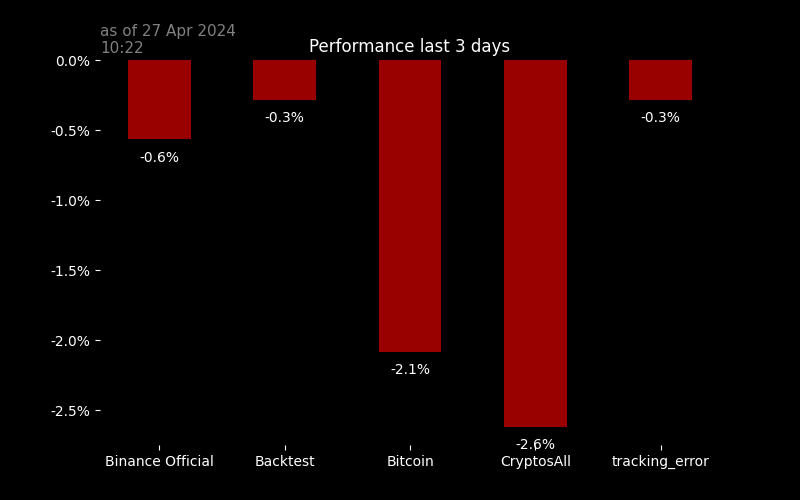 as of 27 Apr 2024
10:22
Performance last 3 days
0.0%
-0.5%
-1.0%
-1.5%
-2.0%
-2.5%
-0.6%
-0.3%
-2.1%
-2.6%
-0.3%
Binance Official
Backtest
Bitcoin
CryptosAll
tracking_error